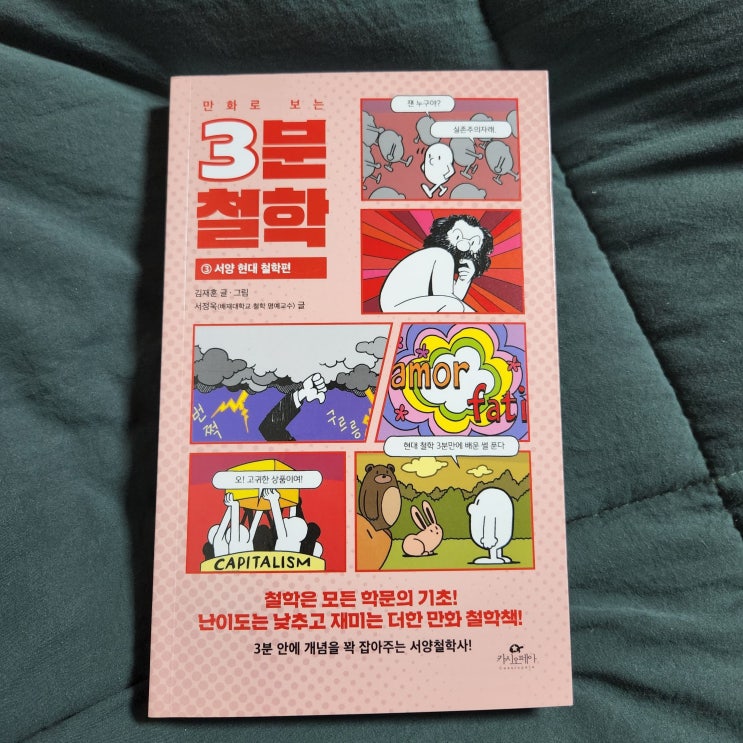 만화로 보는
3분
철학
③ 서양 현대 철학편
김재훈 글·그림
서정욱(배재대학교 철학 명예교수) 글
쟨 누구야?
실존주의자래.
번쩍
구르릉
amor
fati
오! 고귀한 상품이여!
CAPITALISM
현대 철학 3분만에 배운 썰 푼다
철학은 모든 학문의 기초!
난이도는 낮추고 재미는 더한 만화 철학책!
3분 안에 개념을 꽉 잡아주는 서양철학사!
카시오페아
Cassiopeia